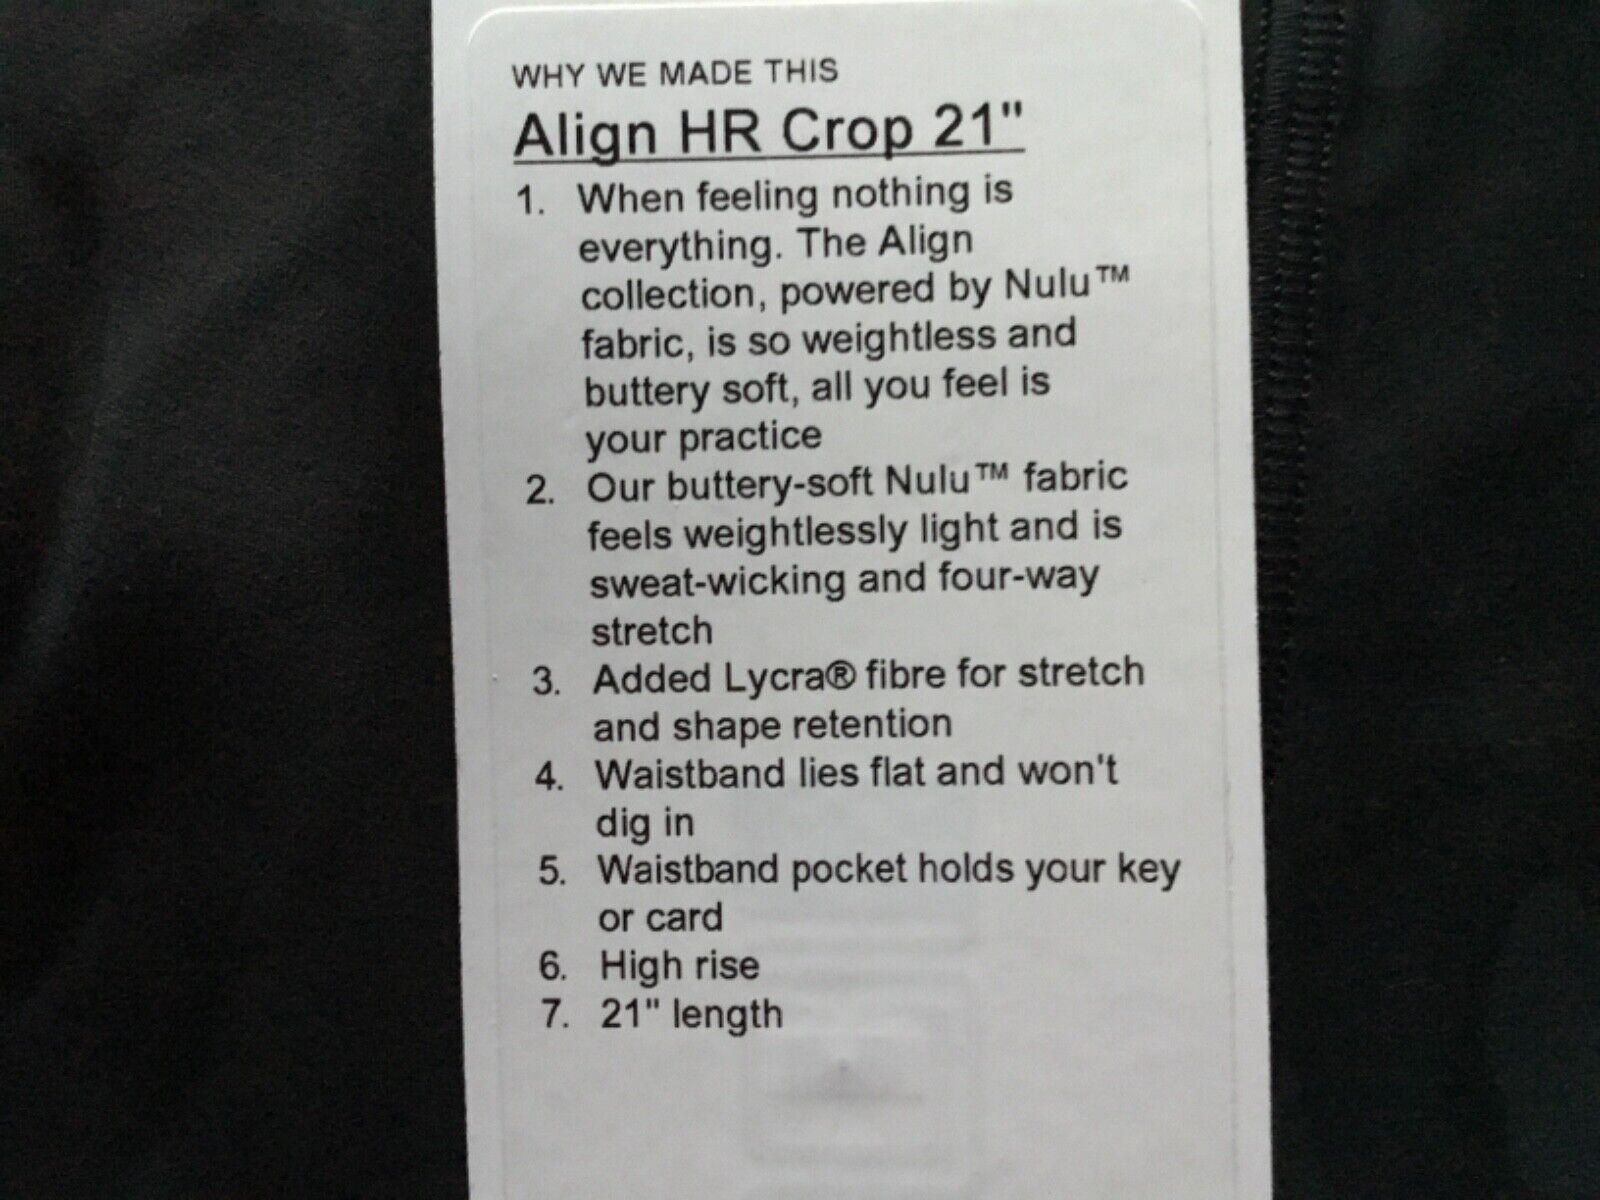 WHY WE MADE THIS
Align HR Crop 21"
1. When feeling nothing is
everything. The Align
collection, powered by Nulu™
fabric, is so weightless and
buttery soft, all you feel is
your practice
2. Our buttery-soft Nulu™ fabric
feels weightlessly light and is
sweat-wicking and four-way
stretch
3. Added Lycra® fibre for stretch
and shape retention
4. Waistband lies flat and won't
dig in
5. Waistband pocket holds your key
or card
6. High rise
7. 21" length